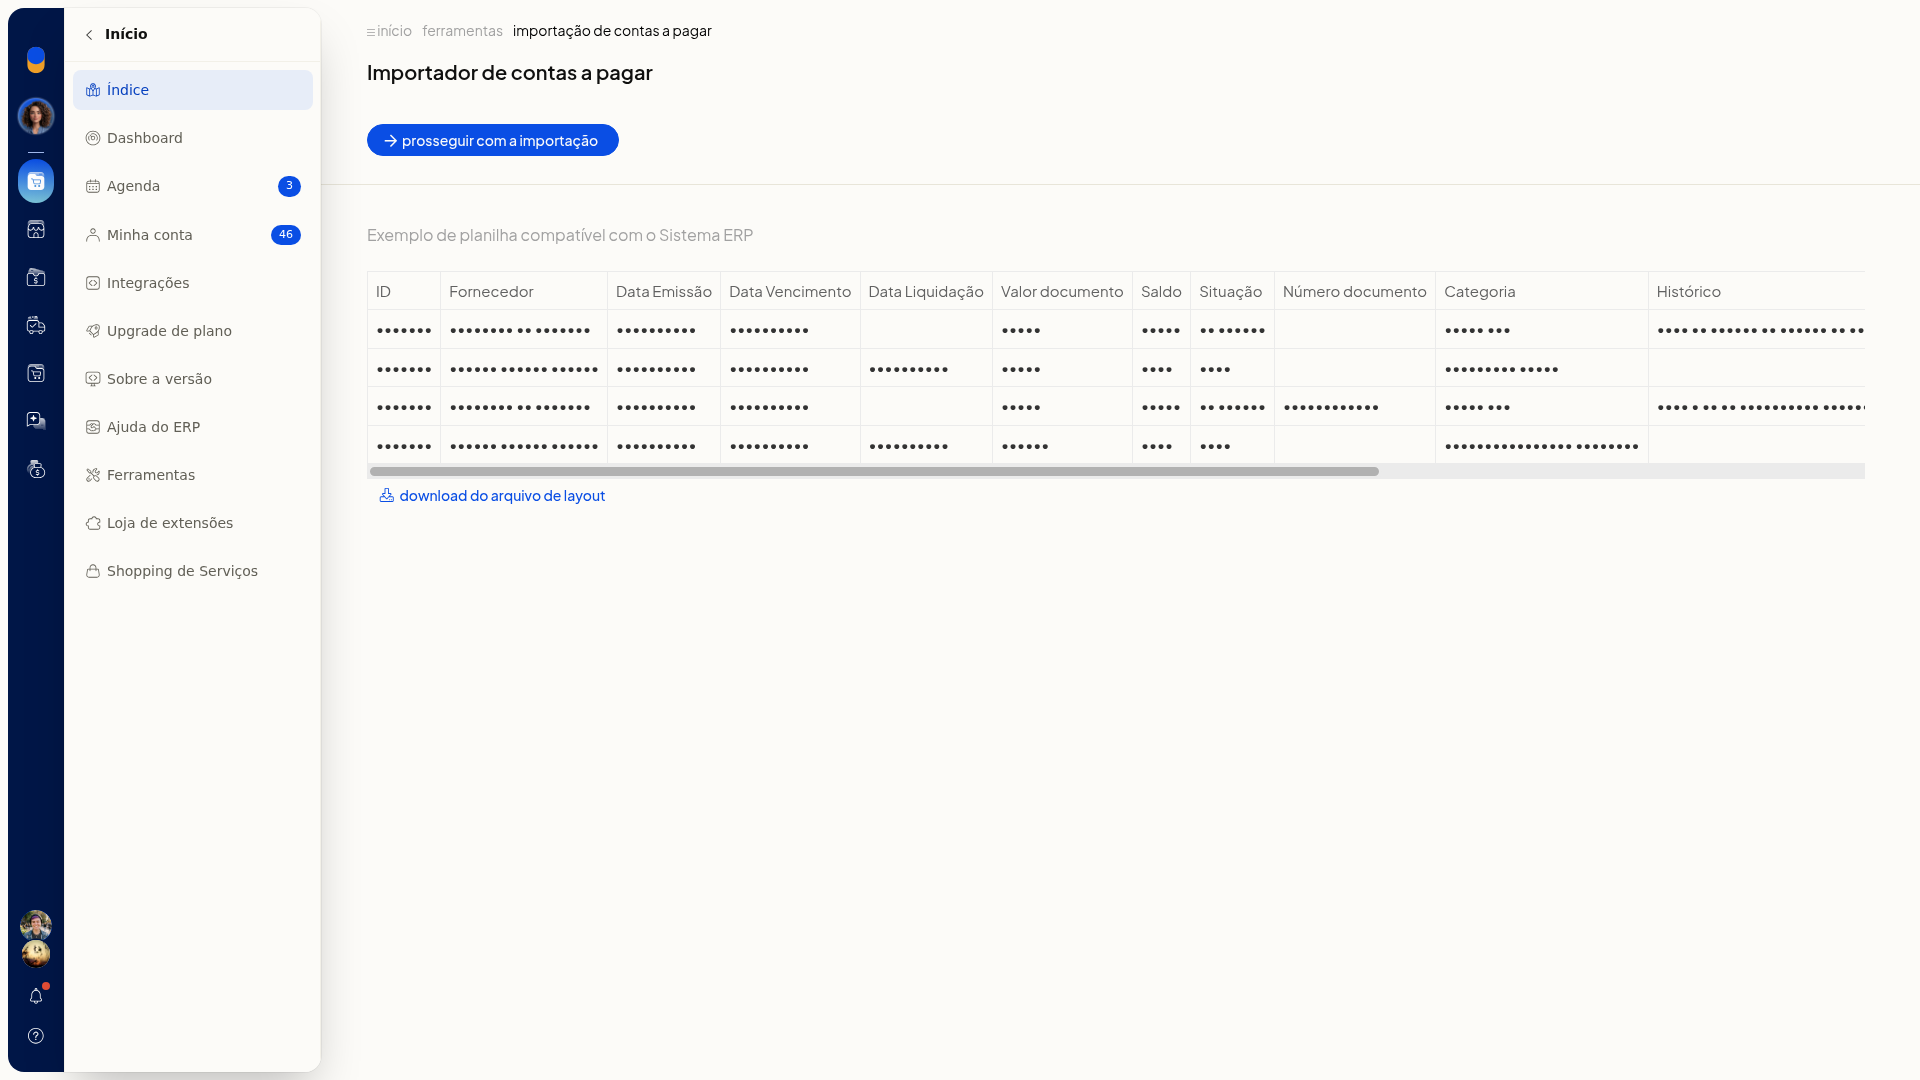 Início
Índice
Dashboard
Agenda 3
Minha conta 46
Integrações
Upgrade de plano
Sobre a versão
Ajuda do ERP
Ferramentas
Loja de extensões
Shopping de Serviços
início ferramentas importação de contas a pagar
Importador de contas a pagar
prosseguir com a importação
Exemplo de planilha compatível com o Sistema ERP
ID Fornecedor Data Emissão Data Vencimento Data Liquidação Valor documento Saldo Situação Número documento Categoria Histórico
••••••• •••••••• •• ••••••• •••••••••• •••••••••• ••••• ••••• •• •••••• ••••• ••• •••• •• •••••• •• •••••• •• ••
••••••• •••••• •••••• •••••• •••••••••• •••••••••• •••••••••• ••••• •••• •••• ••••••••• •••••
••••••• •••••••• •• ••••••• •••••••••• •••••••••• ••••• ••••• •• •••••• •••••••••••• ••••• ••• •••• • •• •• •••••••••• ••••••
••••••• •••••• •••••• •••••• •••••••••• •••••••••• •••••••••• •••••• •••• •••• •••••••••••••••• ••••••••
download do arquivo de layout